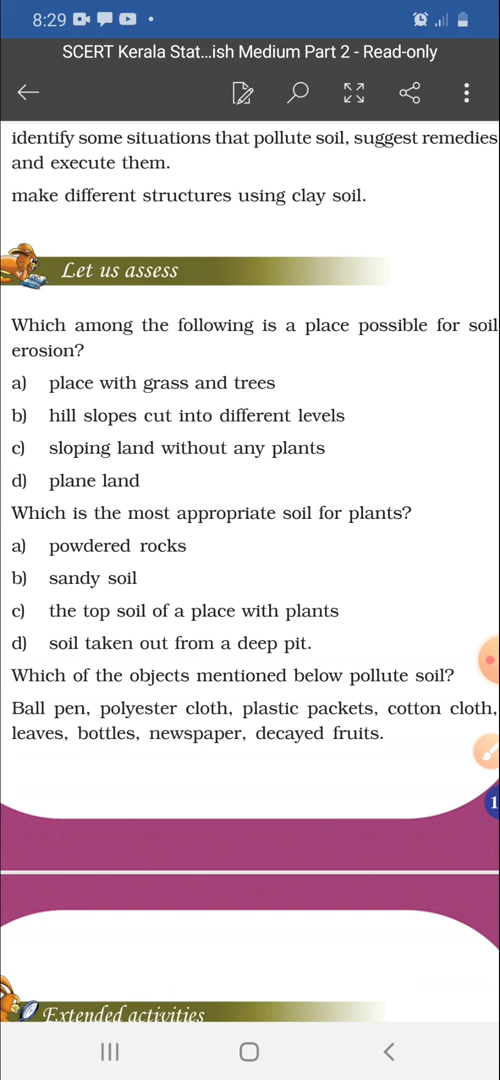 8:29
SCERT Kerala Stat...ish Medium Part 2 - Read-only
identify some situations that pollute soil, suggest remedies
and execute them.
make different structures using clay soil.
Let us assess
Which among the following is a place possible for soil
erosion?
a) place with grass and trees
b) hill slopes cut into different levels
c) sloping land without any plants
d) plane land
Which is the most appropriate soil for plants?
a) powdered rocks
b) sandy soil
c) the top soil of a place with plants
d) soil taken out from a deep pit.
Which of the objects mentioned below pollute soil?
Ball pen, polyester cloth, plastic packets, cotton cloth,
leaves, bottles, newspaper, decayed fruits.
1
Extended activities